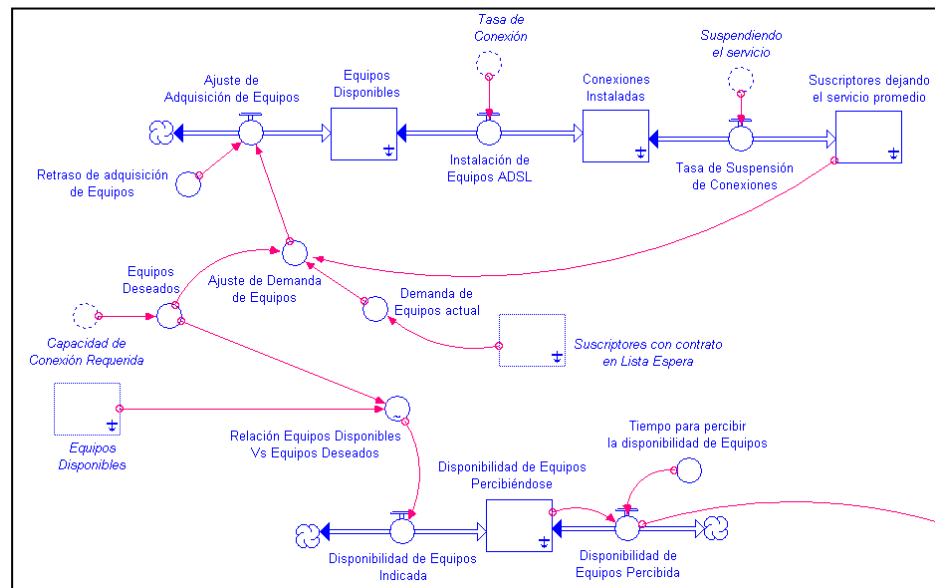 Tasa de
Conexión
Suspendiendo
el servicio
Ajuste de
Adquisición de Equipos
Equipos
Disponibles
Conexiones
Instaladas
Suscriptores dejando
el servicio promedio
Instalación de
Equipos ADSL
Tasa de Suspensión
de Conexiones
Retraso de adquisición
de Equipos
Equipos
Deseados
Ajuste de Demanda
de Equipos
Demanda de
Equipos actual
Capacidad de
Conexión Requerida
Suscriptores con contrato
en Lista Espera
Equipos
Disponibles
~
Relación Equipos Disponibles
Vs Equipos Deseados
Tiempo para percibir
la disponibilidad de Equipos
Disponibilidad de Equipos
Percibiéndose
Disponibilidad de Equipos
Indicada
Disponibilidad de
Equipos Percibida